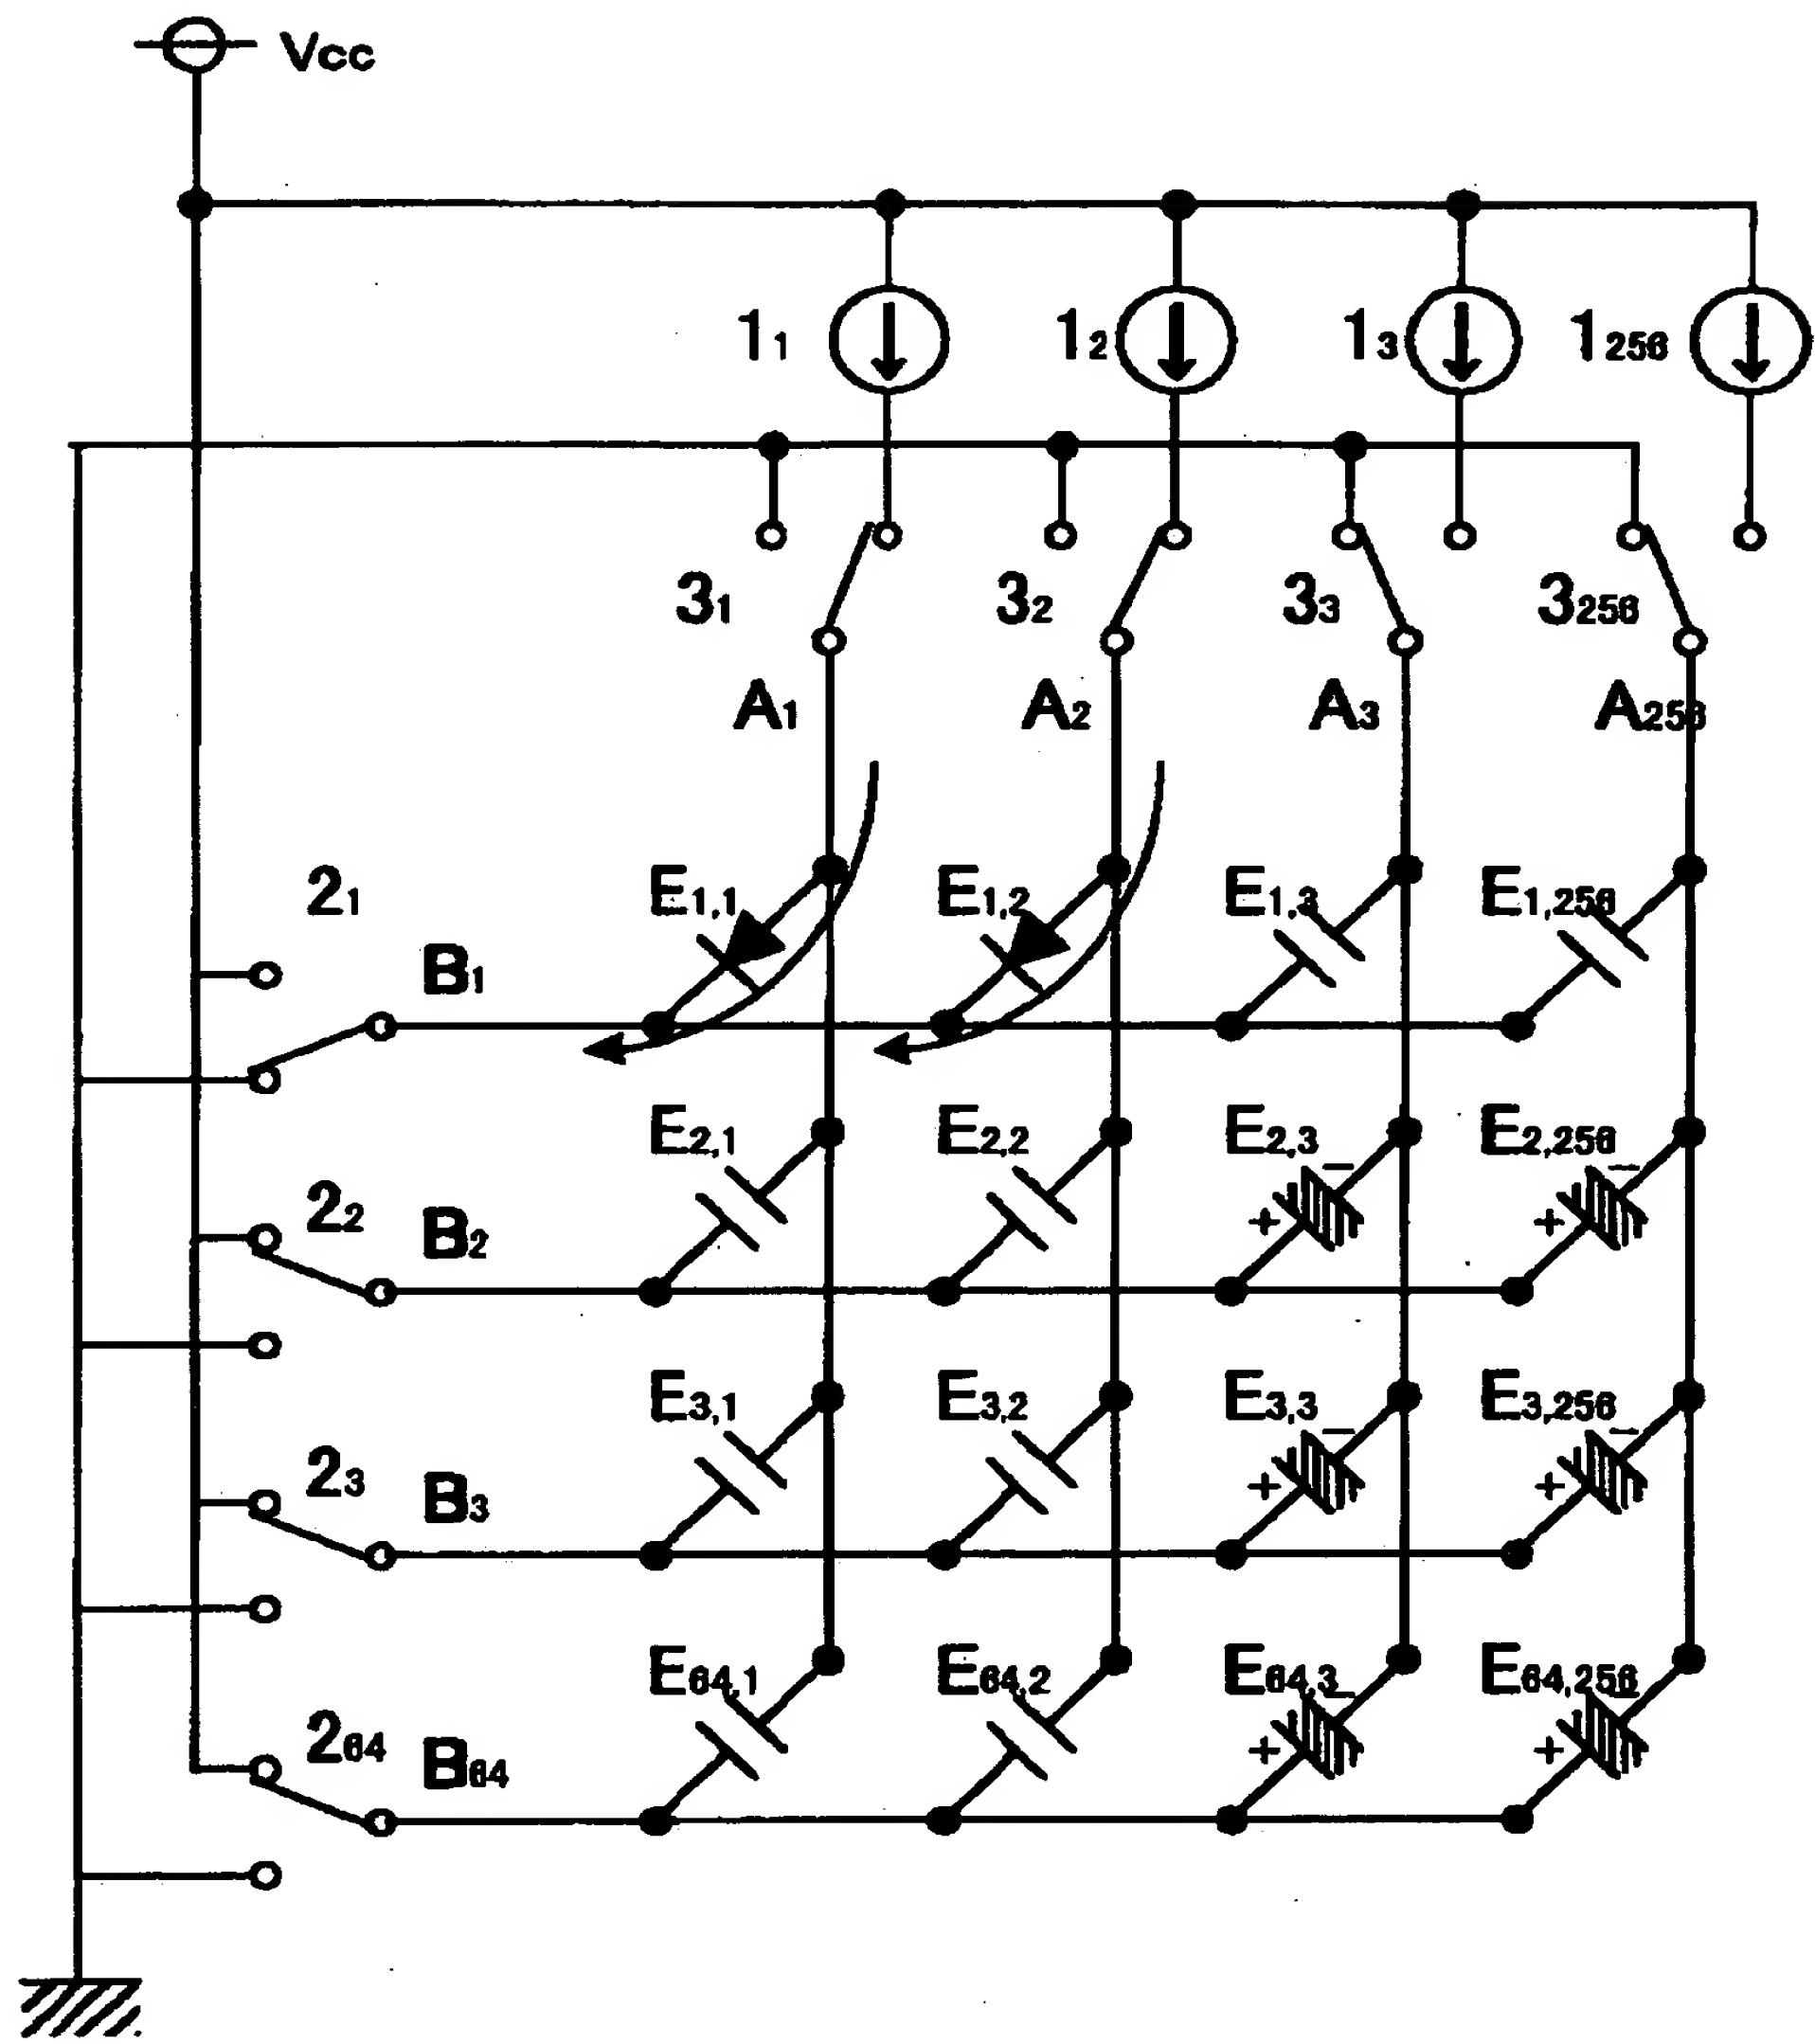 Vcc
1₁ 1₂ 1₃ 1₂₅₆
3₁ 3₂ 3₃ 3₂₅₆
A₁ A₂ A₃ A₂₅₆
2₁ E₁,₁ E₁,₂ E₁,₃ E₁,₂₅₆
B₁
E₂,₁ E₂,₂ E₂,₃ − E₂,₂₅₆ −
2₂ B₂ + +
E₃,₁ E₃,₂ E₃,₃ − E₃,₂₅₆ −
2₃ B₃ + +
E₆₄,₁ E₆₄,₂ E₆₄,₃ − E₆₄,₂₅₆ −
2₆₄ B₆₄ + +